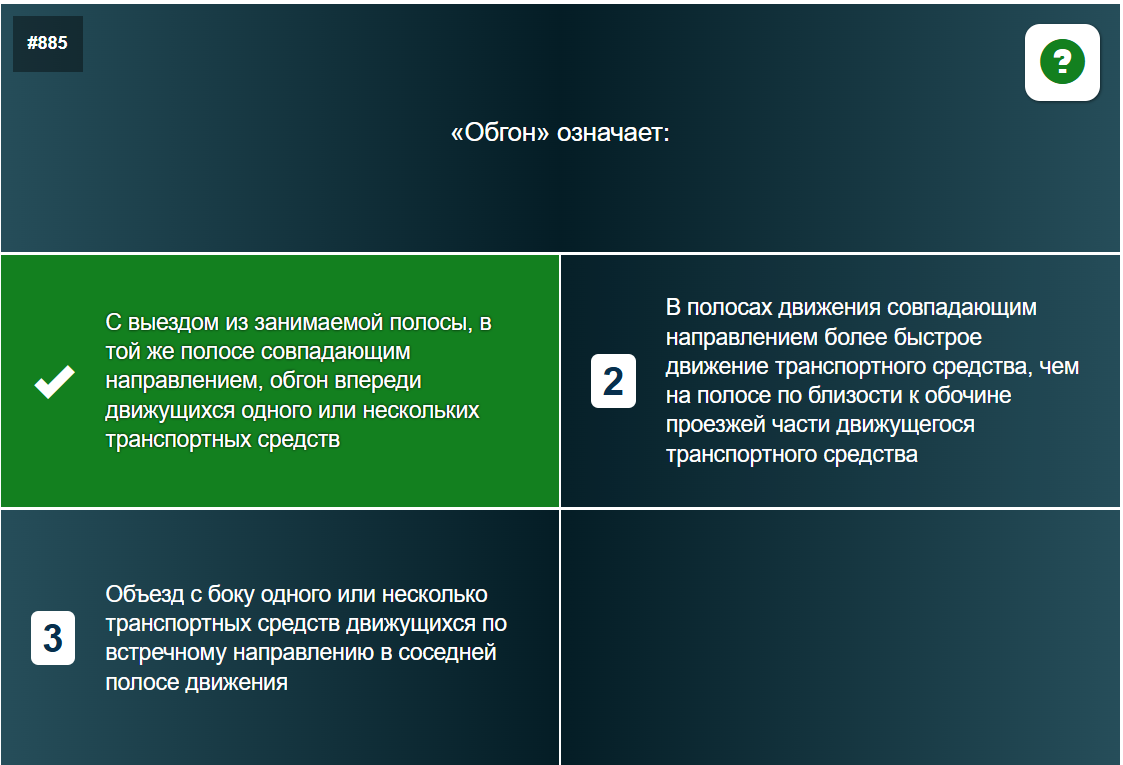 #885
?
«Обгон» означает:
С выездом из занимаемой полосы, в
той же полосе совпадающим
направлением, обгон впереди
движущихся одного или нескольких
транспортных средств
2
В полосах движения совпадающим
направлением более быстрое
движение транспортного средства, чем
на полосе по близости к обочине
проезжей части движущегося
транспортного средства
3
Объезд с боку одного или несколько
транспортных средств движущихся по
встречному направлению в соседней
полосе движения